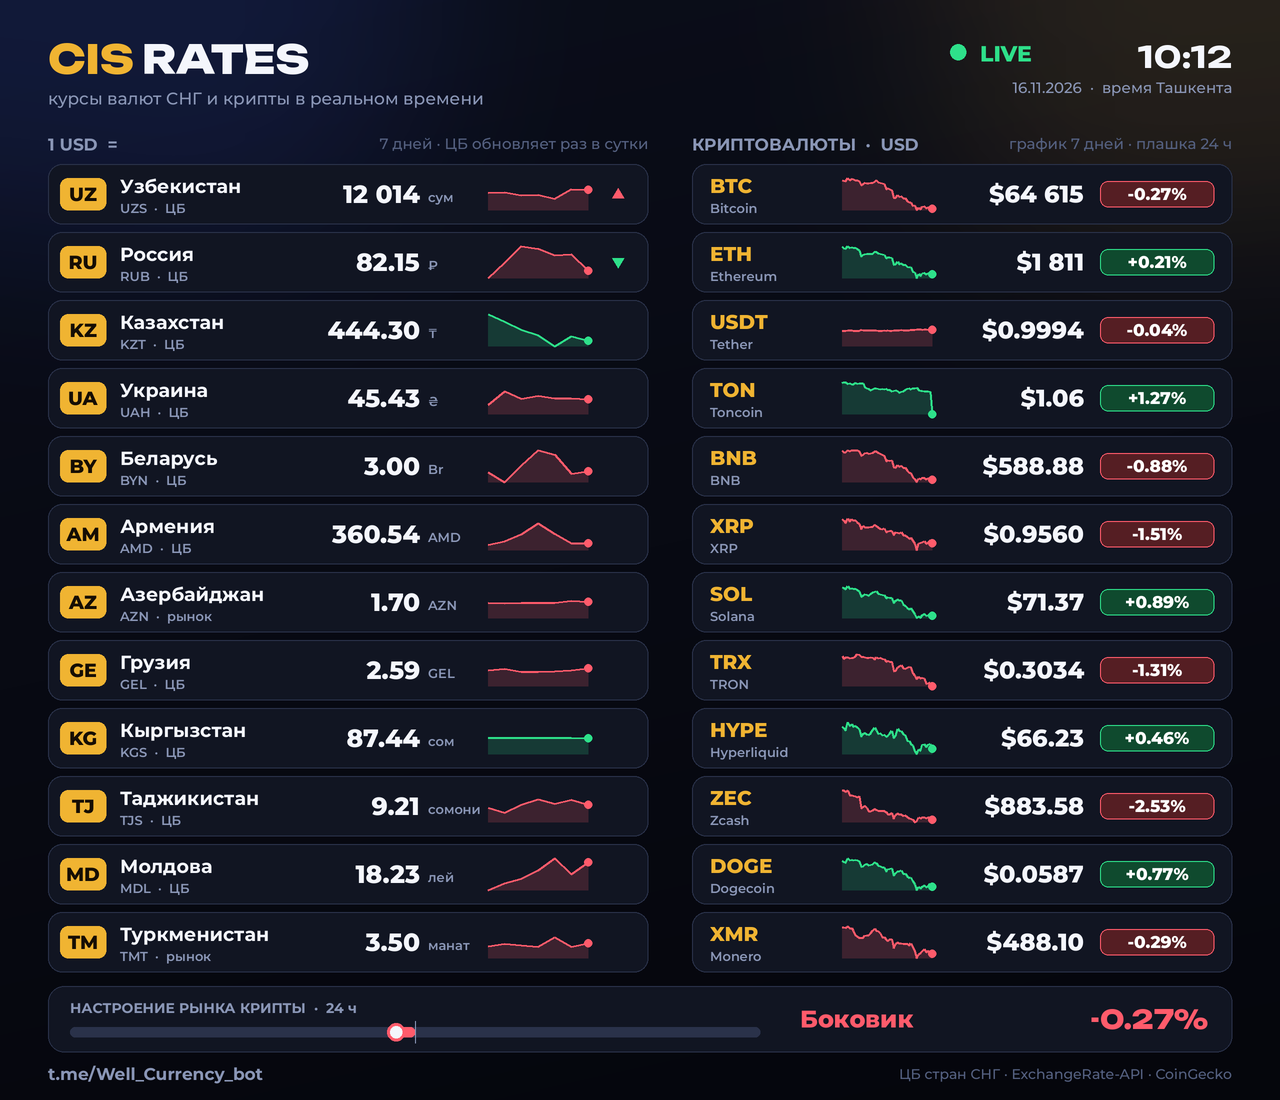 CIS RATES
курсы валют СНГ и крипты в реальном времени
LIVE
10:12
16.11.2026 · время Ташкента
1 USD =
7 дней · ЦБ обновляет раз в сутки
UZ Узбекистан 12 014 сум
UZS · ЦБ
RU Россия 82.15 ₽
RUB · ЦБ
KZ Казахстан 444.30 ₸
KZT · ЦБ
UA Украина 45.43 ₴
UAH · ЦБ
BY Беларусь 3.00 Br
BYN · ЦБ
AM Армения 360.54 AMD
AMD · ЦБ
AZ Азербайджан 1.70 AZN
AZN · рынок
GE Грузия 2.59 GEL
GEL · ЦБ
KG Кыргызстан 87.44 сом
KGS · ЦБ
TJ Таджикистан 9.21 сомони
TJS · ЦБ
MD Молдова 18.23 лей
MDL · ЦБ
TM Туркменистан 3.50 манат
TMT · рынок
КРИПТОВАЛЮТЫ · USD
график 7 дней · плашка 24 ч
BTC $64 615 -0.27%
Bitcoin
ETH $1 811 +0.21%
Ethereum
USDT $0.9994 -0.04%
Tether
TON $1.06 +1.27%
Toncoin
BNB $588.88 -0.88%
BNB
XRP $0.9560 -1.51%
XRP
SOL $71.37 +0.89%
Solana
TRX $0.3034 -1.31%
TRON
HYPE $66.23 +0.46%
Hyperliquid
ZEC $883.58 -2.53%
Zcash
DOGE $0.0587 +0.77%
Dogecoin
XMR $488.10 -0.29%
Monero
НАСТРОЕНИЕ РЫНКА КРИПТЫ · 24 ч
Боковик
-0.27%
t.me/Well_Currency_bot
ЦБ стран СНГ · ExchangeRate-API · CoinGecko